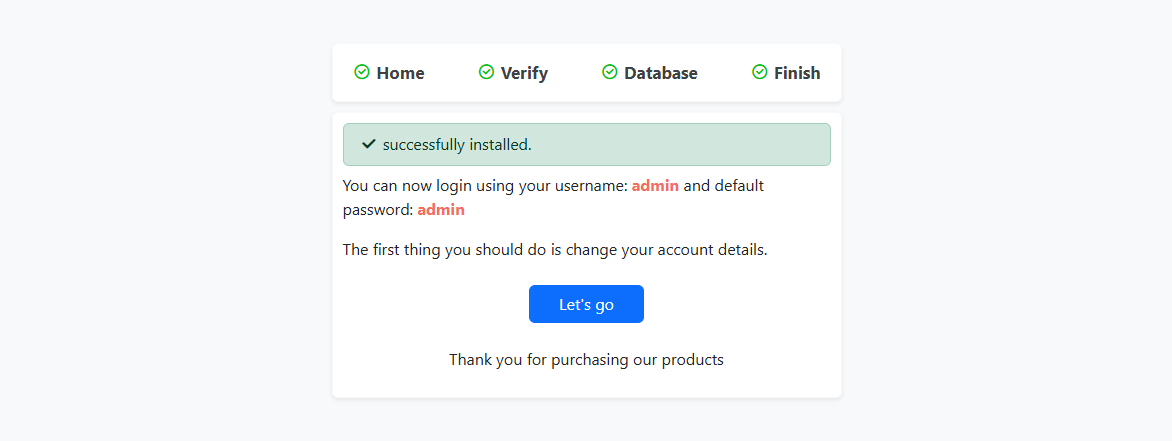 Home Verify Database Finish
successfully installed.
You can now login using your username: admin and default
password: admin
The first thing you should do is change your account details.
Let's go
Thank you for purchasing our products